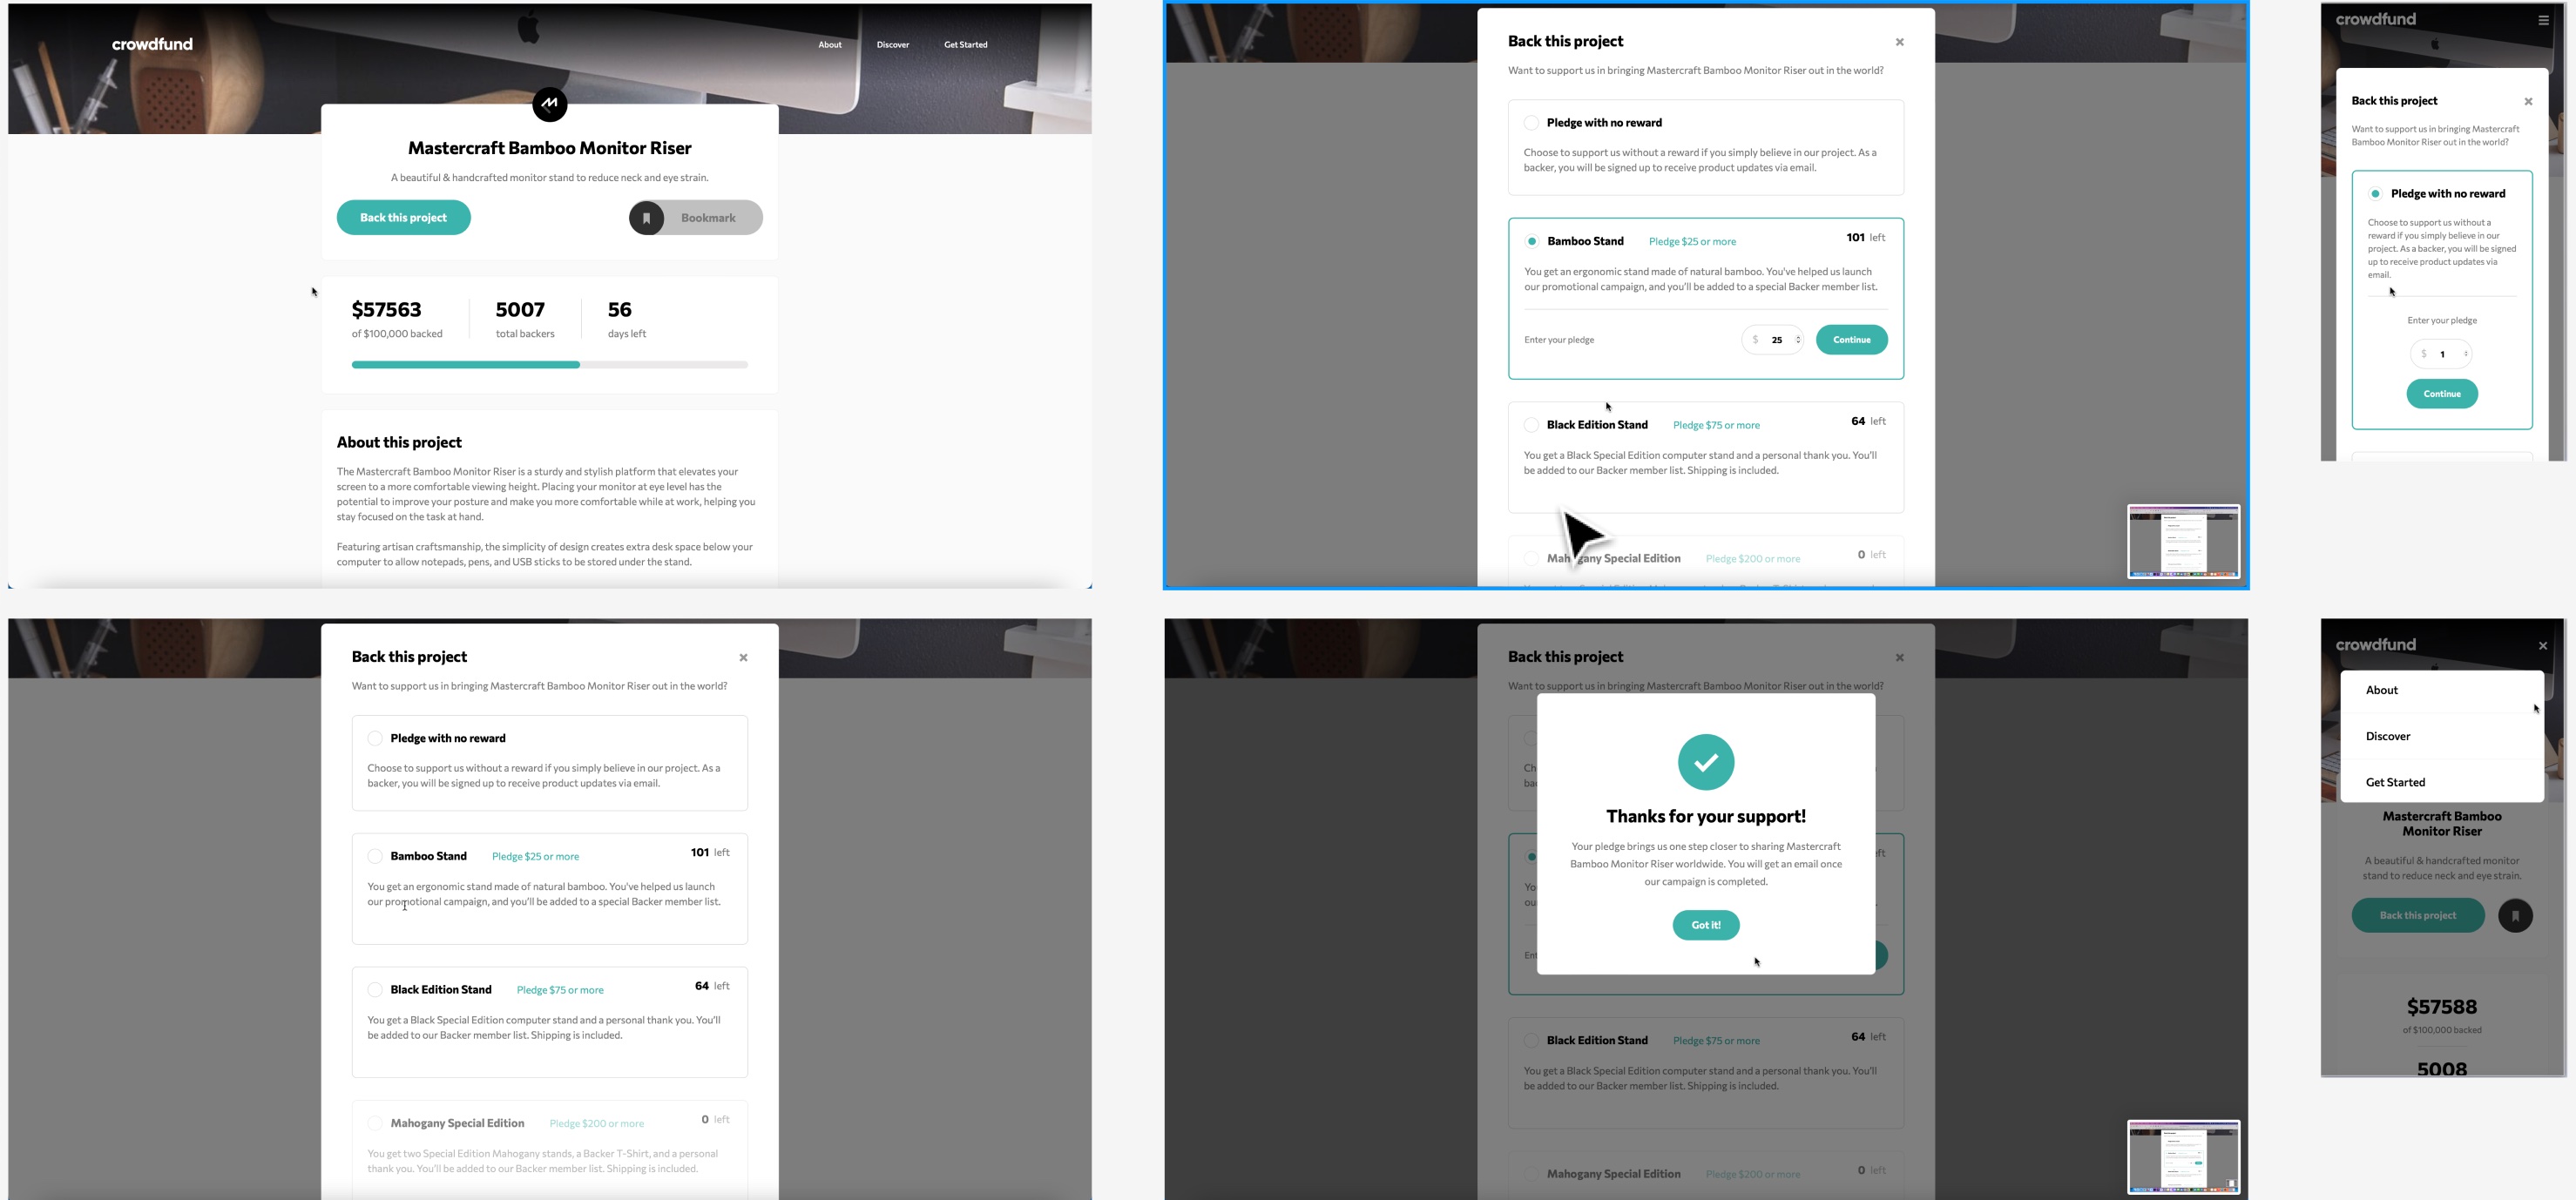 crowdfund
About
Discover
Get Started
Mastercraft Bamboo Monitor Riser
A beautiful & handcrafted monitor stand to reduce neck and eye strain.
Back this project
Bookmark
$57563
of $100,000 backed
5007
total backers
56
days left
About this project
The Mastercraft Bamboo Monitor Riser is a sturdy and stylish platform that elevates your
screen to a more comfortable viewing height. Placing your monitor at eye level has the
potential to improve your posture and make you more comfortable while at work, helping you
stay focused on the task at hand.
Featuring artisan craftsmanship, the simplicity of design creates extra desk space below your
computer to allow notepads, pens, and USB sticks to be stored under the stand.
Back this project
Want to support us in bringing Mastercraft Bamboo Monitor Riser out in the world?
Pledge with no reward
Choose to support us without a reward if you simply believe in our project. As a
backer, you will be signed up to receive product updates via email.
Bamboo Stand
Pledge $25 or more
101 left
You get an ergonomic stand made of natural bamboo. You've helped us launch
our promotional campaign, and you'll be added to a special Backer member list.
Enter your pledge
$ 25
Continue
Black Edition Stand
Pledge $75 or more
64 left
You get a Black Special Edition computer stand and a personal thank you. You'll
be added to our Backer member list. Shipping is included.
Mahogany Special Edition
Pledge $200 or more
0 left
crowdfund
Back this project
Want to support us in bringing Mastercraft
Bamboo Monitor Riser out in the world?
Pledge with no reward
Choose to support us without a
reward if you simply believe in our
project. As a backer, you will be signed
up to receive product updates via
email.
Enter your pledge
$ 1
Continue
Back this project
Want to support us in bringing Mastercraft Bamboo Monitor Riser out in the world?
Pledge with no reward
Choose to support us without a reward if you simply believe in our project. As a
backer, you will be signed up to receive product updates via email.
Bamboo Stand
Pledge $25 or more
101 left
You get an ergonomic stand made of natural bamboo. You've helped us launch
our promotional campaign, and you'll be added to a special Backer member list.
Black Edition Stand
Pledge $75 or more
64 left
You get a Black Special Edition computer stand and a personal thank you. You'll
be added to our Backer member list. Shipping is included.
Mahogany Special Edition
Pledge $200 or more
0 left
You get two Special Edition Mahogany stands, a Backer T-Shirt, and a personal
thank you. You'll be added to our Backer member list. Shipping is included.
Back this project
Want to support us in bringing Mastercraft Bamboo Monitor Riser out in the world?
Thanks for your support!
Your pledge brings us one step closer to sharing Mastercraft
Bamboo Monitor Riser worldwide. You will get an email once
our campaign is completed.
Got it!
Black Edition Stand
Pledge $75 or more
64 left
You get a Black Special Edition computer stand and a personal thank you. You'll
be added to our Backer member list. Shipping is included.
Mahogany Special Edition
Pledge $200 or more
0 left
crowdfund
About
Discover
Get Started
Mastercraft Bamboo
Monitor Riser
A beautiful & handcrafted monitor
stand to reduce neck and eye strain.
Back this project
$57588
of $100,000 backed
5008